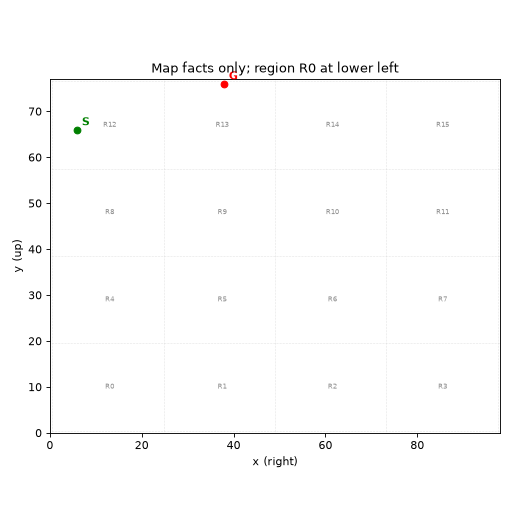 Map facts only; region R0 at lower left
G
S
R12 R13 R14 R15
R8 R9 R10 R11
R4 R5 R6 R7
R0 R1 R2 R3
70
60
50
40
30
20
10
0
y (up)
0 20 40 60 80
x (right)